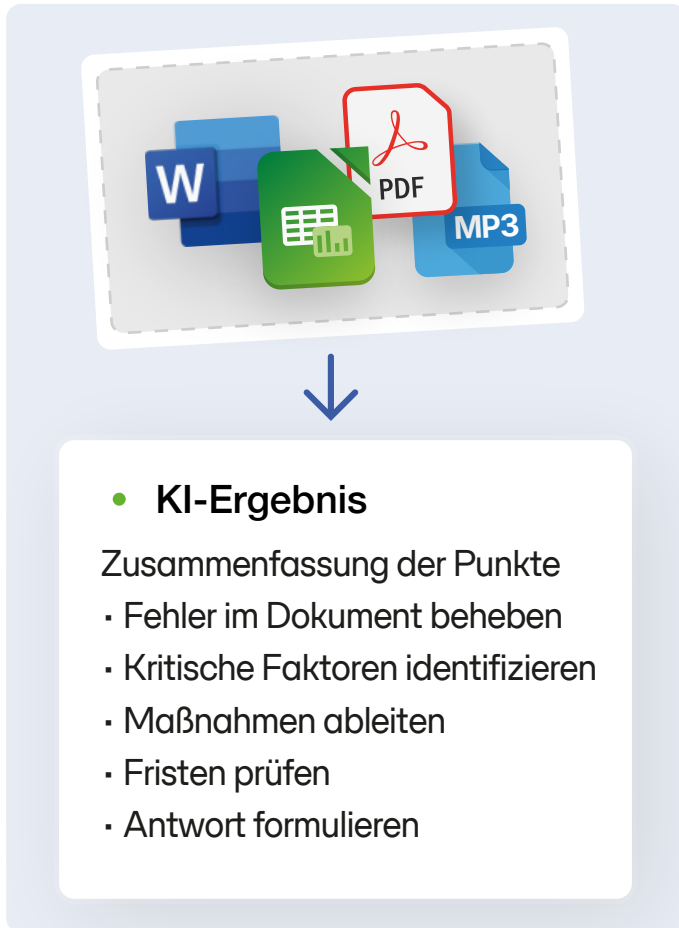 W
PDF
MP3
• KI-Ergebnis
Zusammenfassung der Punkte
· Fehler im Dokument beheben
· Kritische Faktoren identifizieren
· Maßnahmen ableiten
· Fristen prüfen
· Antwort formulieren